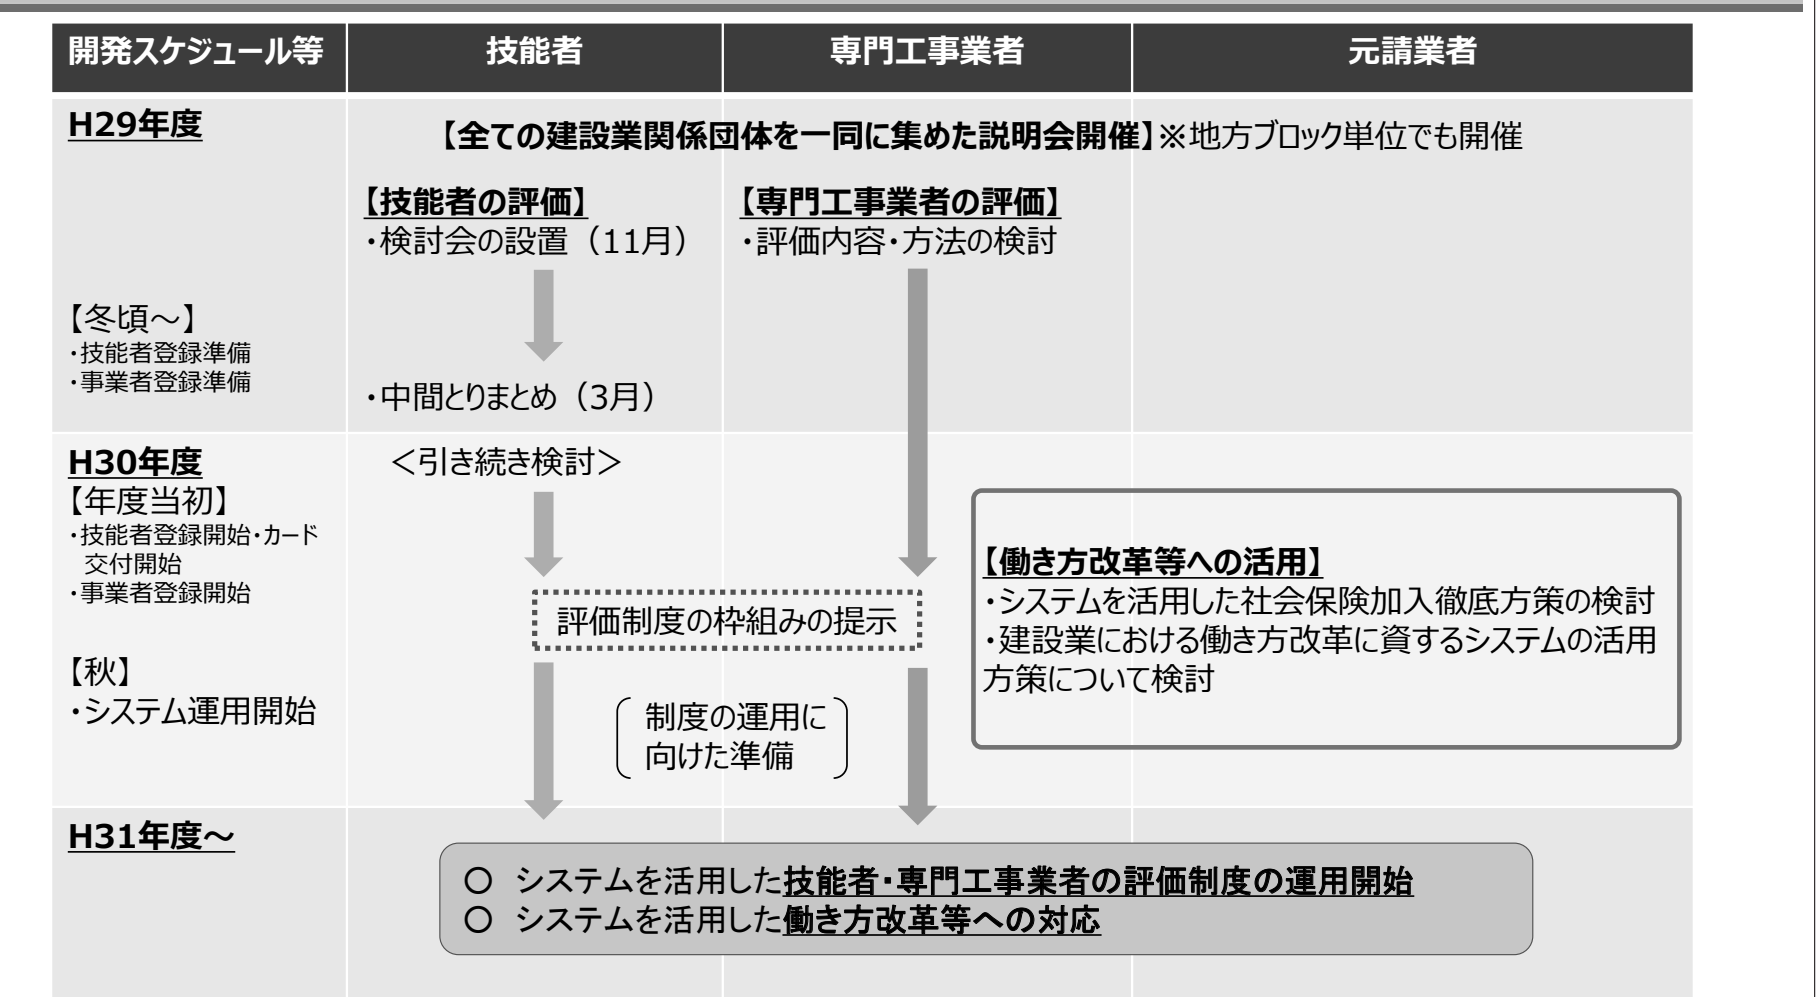 開発スケジュール等
技能者
専門工事業者
元請業者
H29年度
【全ての建設業関係団体を一同に集めた説明会開催】※地方ブロック単位でも開催
【技能者の評価】
・検討会の設置（11月）
【専門工事業者の評価】
・評価内容・方法の検討
【冬頃～】
・技能者登録準備
・事業者登録準備
・中間とりまとめ（3月）
H30年度
【年度当初】
・技能者登録開始・カード
交付開始
・事業者登録開始
【秋】
・システム運用開始
＜引き続き検討＞
評価制度の枠組みの提示
制度の運用に
向けた準備
【働き方改革等への活用】
・システムを活用した社会保険加入徹底方策の検討
・建設業における働き方改革に資するシステムの活用
方策について検討
H31年度～
○ システムを活用した技能者・専門工事業者の評価制度の運用開始
○ システムを活用した働き方改革等への対応